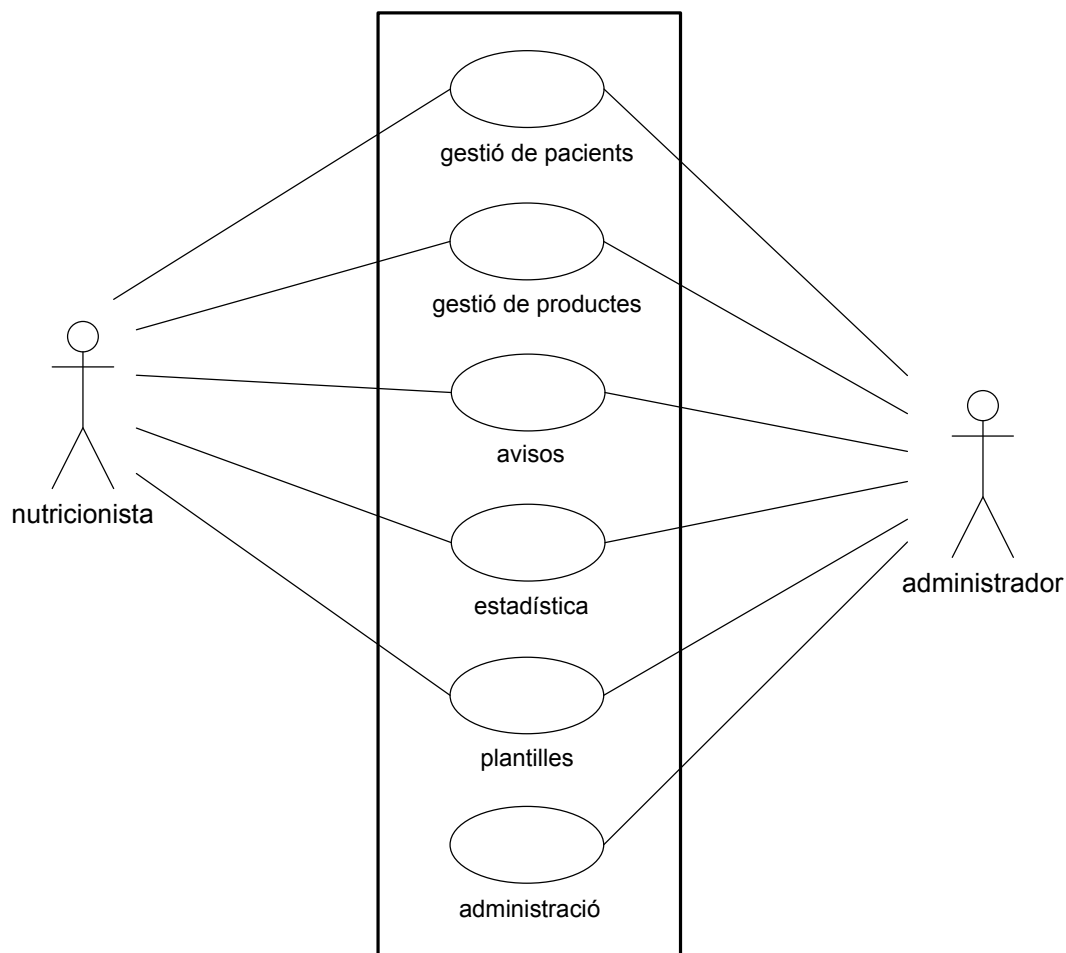 gestió de pacients
gestió de productes
avisos
nutricionista
estadística
administrador
plantilles
administració